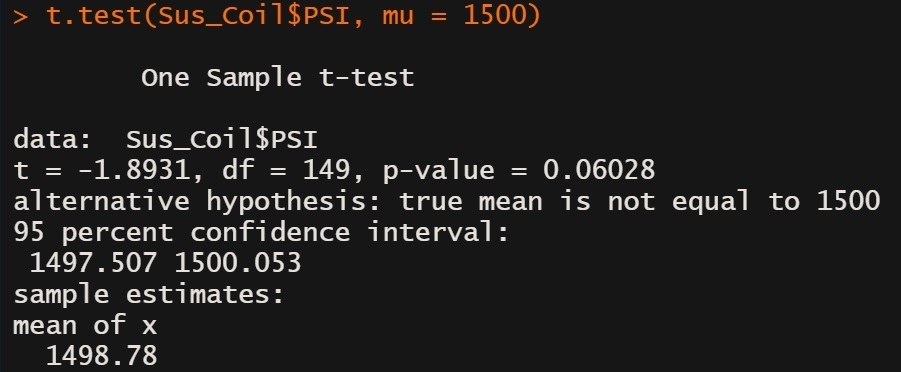 > t.test(Sus_Coil$PSI, mu = 1500)
One Sample t-test
data:  Sus_Coil$PSI
t = -1.8931, df = 149, p-value = 0.06028
alternative hypothesis: true mean is not equal to 1500
95 percent confidence interval:
1497.507 1500.053
sample estimates:
mean of x
1498.78